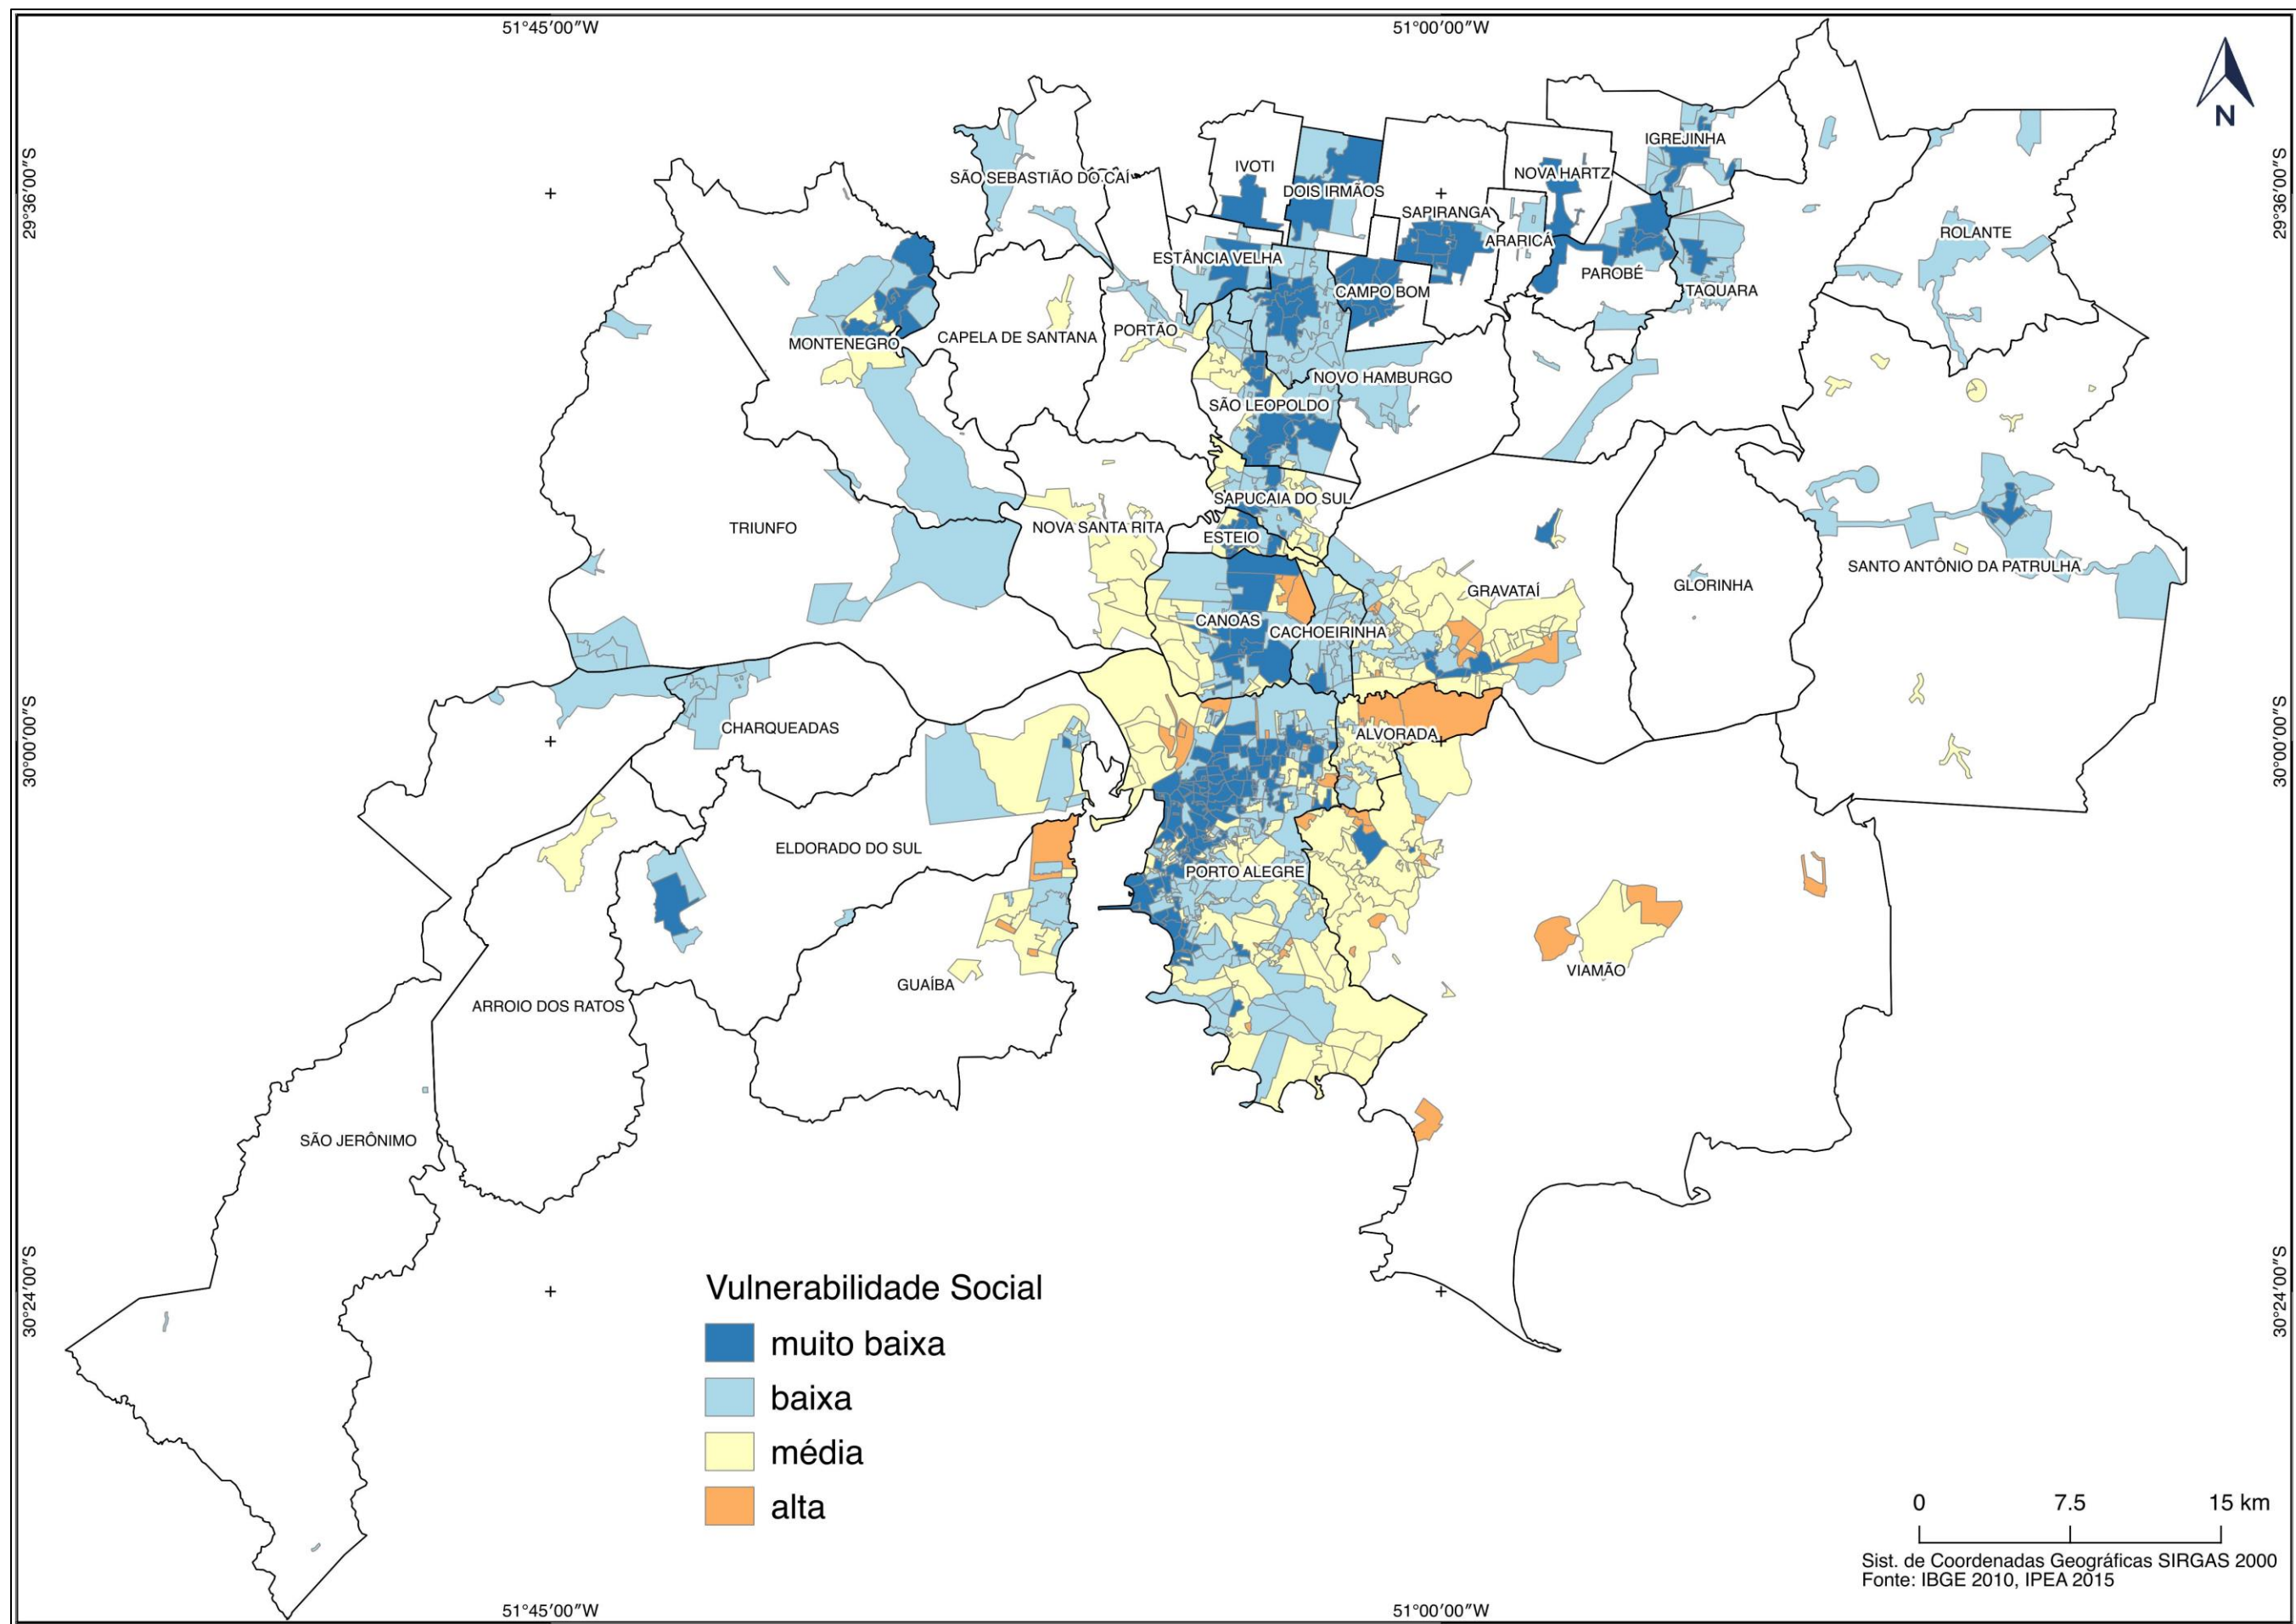 51°45′00″W
51°00′00″W
N
29°36′00″S
29°36′00″S
IGREJINHA
IVOTI
NOVA HARTZ
SÃO SEBASTIÃO DO CAÍ
DOIS IRMÃOS
SAPIRANGA
ROLANTE
ARARICÁ
ESTÂNCIA VELHA
PAROBÉ
CAMPO BOM
TAQUARA
PORTÃO
CAPELA DE SANTANA
MONTENEGRO
NOVO HAMBURGO
SÃO LEOPOLDO
SAPUCAIA DO SUL
TRIUNFO
NOVA SANTA RITA
ESTEIO
SANTO ANTÔNIO DA PATRULHA
GLORINHA
GRAVATAÍ
CANOAS
CACHOEIRINHA
30°00′00″S
30°00′00″S
CHARQUEADAS
ALVORADA
ELDORADO DO SUL
PORTO ALEGRE
VIAMÃO
GUAÍBA
ARROIO DOS RATOS
SÃO JERÔNIMO
30°24′00″S
30°24′00″S
Vulnerabilidade Social
muito baixa
baixa
média
alta
0 7.5 15 km
Sist. de Coordenadas Geográficas SIRGAS 2000
Fonte: IBGE 2010, IPEA 2015
51°45′00″W
51°00′00″W